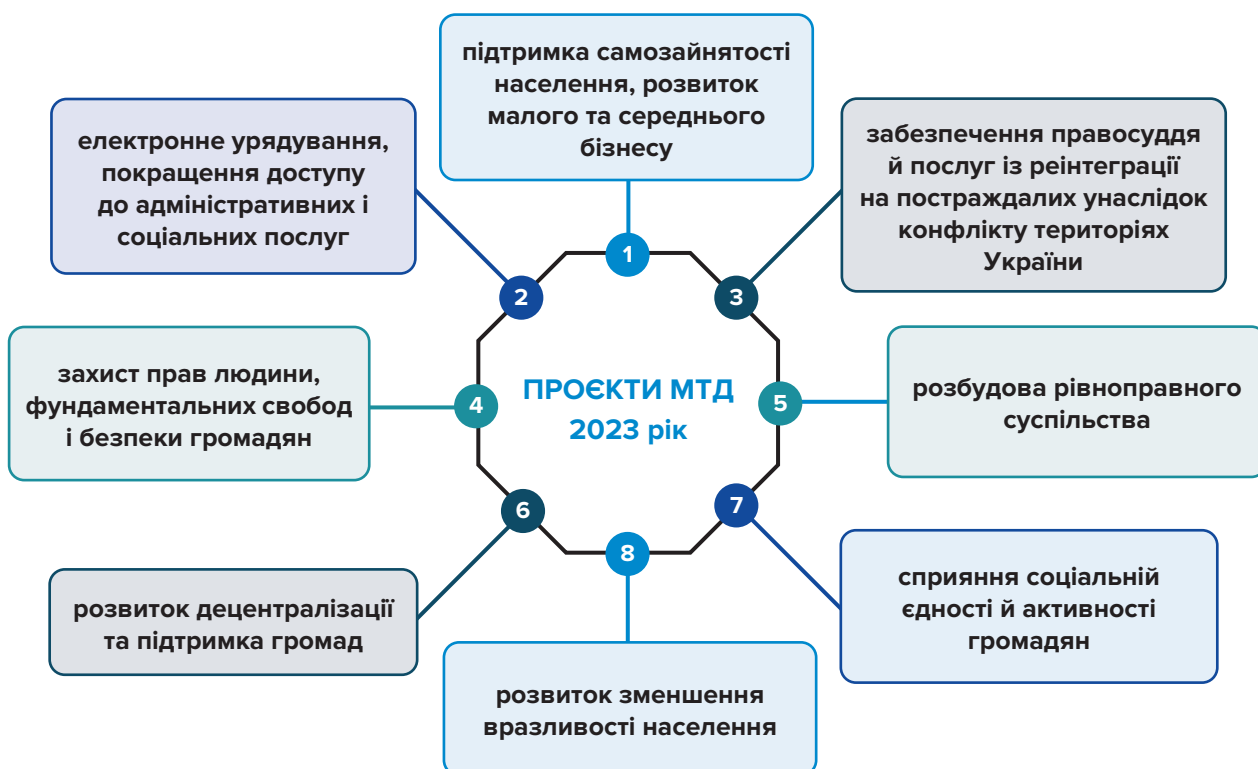 підтримка самозайнятості
населення, розвиток
малого та середнього
бізнесу
1
електронне урядування,
покращення доступу
до адміністративних і
соціальних послуг
2
забезпечення правосуддя
й послуг із реінтеграції
на постраждалих унаслідок
конфлікту територіях
України
3
захист прав людини,
фундаментальних свобод
і безпеки громадян
4
ПРОЄКТИ МТД
2023 рік
5
розбудова рівноправного
суспільства
6
розвиток децентралізації
та підтримка громад
7
сприяння соціальній
єдності й активності
громадян
8
розвиток зменшення
вразливості населення